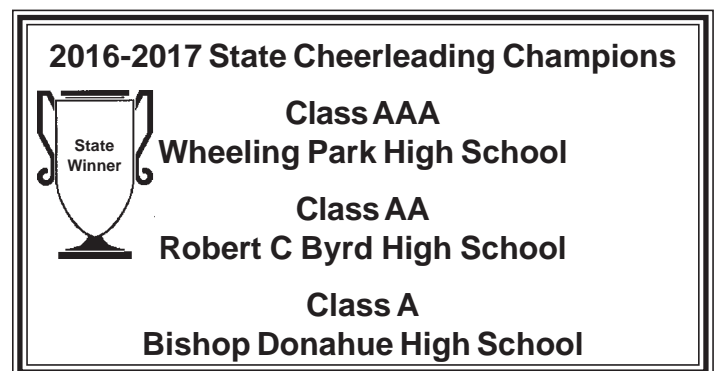 2016-2017 State Cheerleading Champions
Class AAA
Wheeling Park High School
State
Winner
Class AA
Robert C Byrd High School
Class A
Bishop Donahue High School